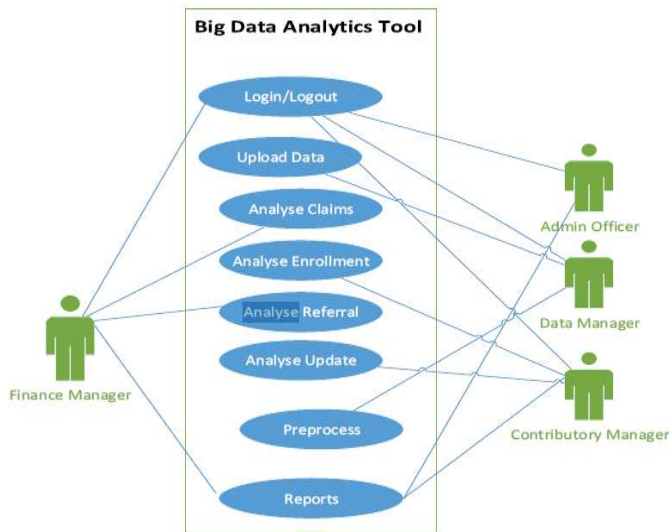 Big Data Analytics Tool
Login/Logout
Upload Data
Analyse Claims
Analyse Enrollment
Analyse Referral
Analyse Update
Preprocess
Reports
Finance Manager
Admin Officer
Data Manager
Contributory Manager